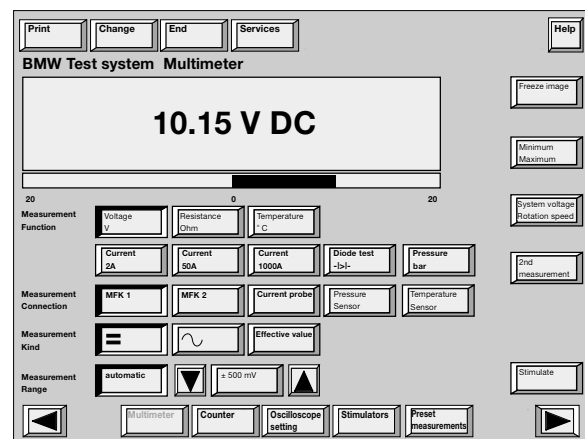 Print Change End Services Help
BMW Test system Multimeter
Freeze image
10.15 V DC
Minimum
Maximum
20 0 20
Measurement
Function
Voltage
V
Resistance
Ohm
Temperature
° C
System voltage
Rotation speed
Current
2A
Current
50A
Current
1000A
Diode test
-|>|-
Pressure
bar
2nd
measurement
Measurement
Connection
MFK 1
MFK 2
Current probe
Pressure
Sensor
Temperature
Sensor
Measurement
Kind
Effective value
Measurement
Range
automatic
± 500 mV
Stimulate
Multimeter
Counter
Oscilloscope
setting
Stimulators
Preset
measurements